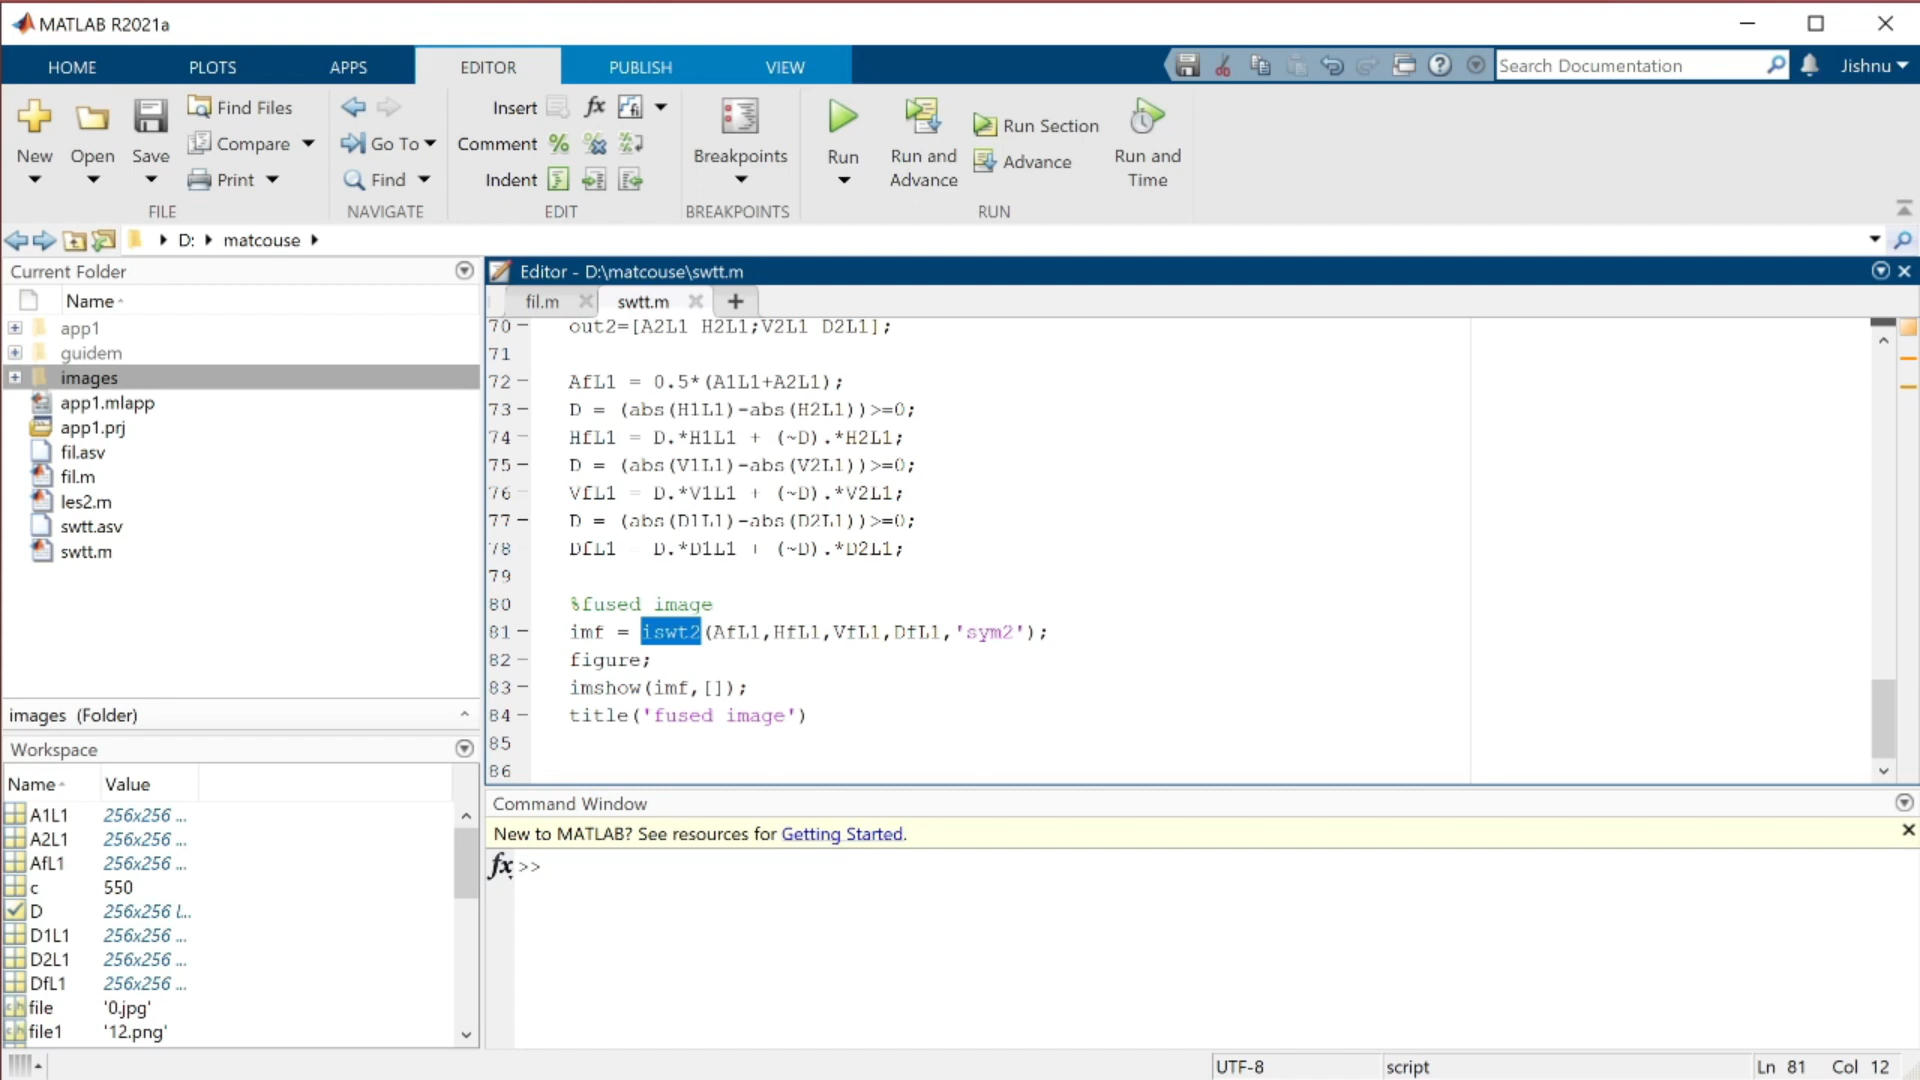 MATLAB R2021a
HOME PLOTS APPS EDITOR PUBLISH VIEW Search Documentation Jishnu
New Open Save Find Files Compare Print FILE
Go To Find NAVIGATE
Insert fx fi
Comment
Indent
EDIT
Breakpoints BREAKPOINTS
Run Run and Advance Run Section Advance Run and Time RUN
D: matcouse
Current Folder
Name
app1
guidem
images
app1.mlapp
app1.prj
fil.asv
fil.m
les2.m
swtt.asv
swtt.m
images (Folder)
Workspace
Name Value
A1L1 256x256 ...
A2L1 256x256 ...
AfL1 256x256 ...
c 550
D 256x256 l...
D1L1 256x256 ...
D2L1 256x256 ...
DfL1 256x256 ...
file '0.jpg'
file1 '12.png'
Editor - D:\matcouse\swtt.m
fil.m swtt.m
70 out2=[A2L1 H2L1;V2L1 D2L1];
71
72 AfL1 = 0.5*(A1L1+A2L1);
73 D = (abs(H1L1)-abs(H2L1))>=0;
74 HfL1 = D.*H1L1 + (~D).*H2L1;
75 D = (abs(V1L1)-abs(V2L1))>=0;
76 VfL1 = D.*V1L1 + (~D).*V2L1;
77 D = (abs(D1L1)-abs(D2L1))>=0;
78 DfL1 = D.*D1L1 + (~D).*D2L1;
79
80 %fused image
81 imf = iswt2(AfL1,HfL1,VfL1,DfL1,'sym2');
82 figure;
83 imshow(imf,[]);
84 title('fused image')
85
86
Command Window
New to MATLAB? See resources for Getting Started.
fx >>
UTF-8 script Ln 81 Col 12